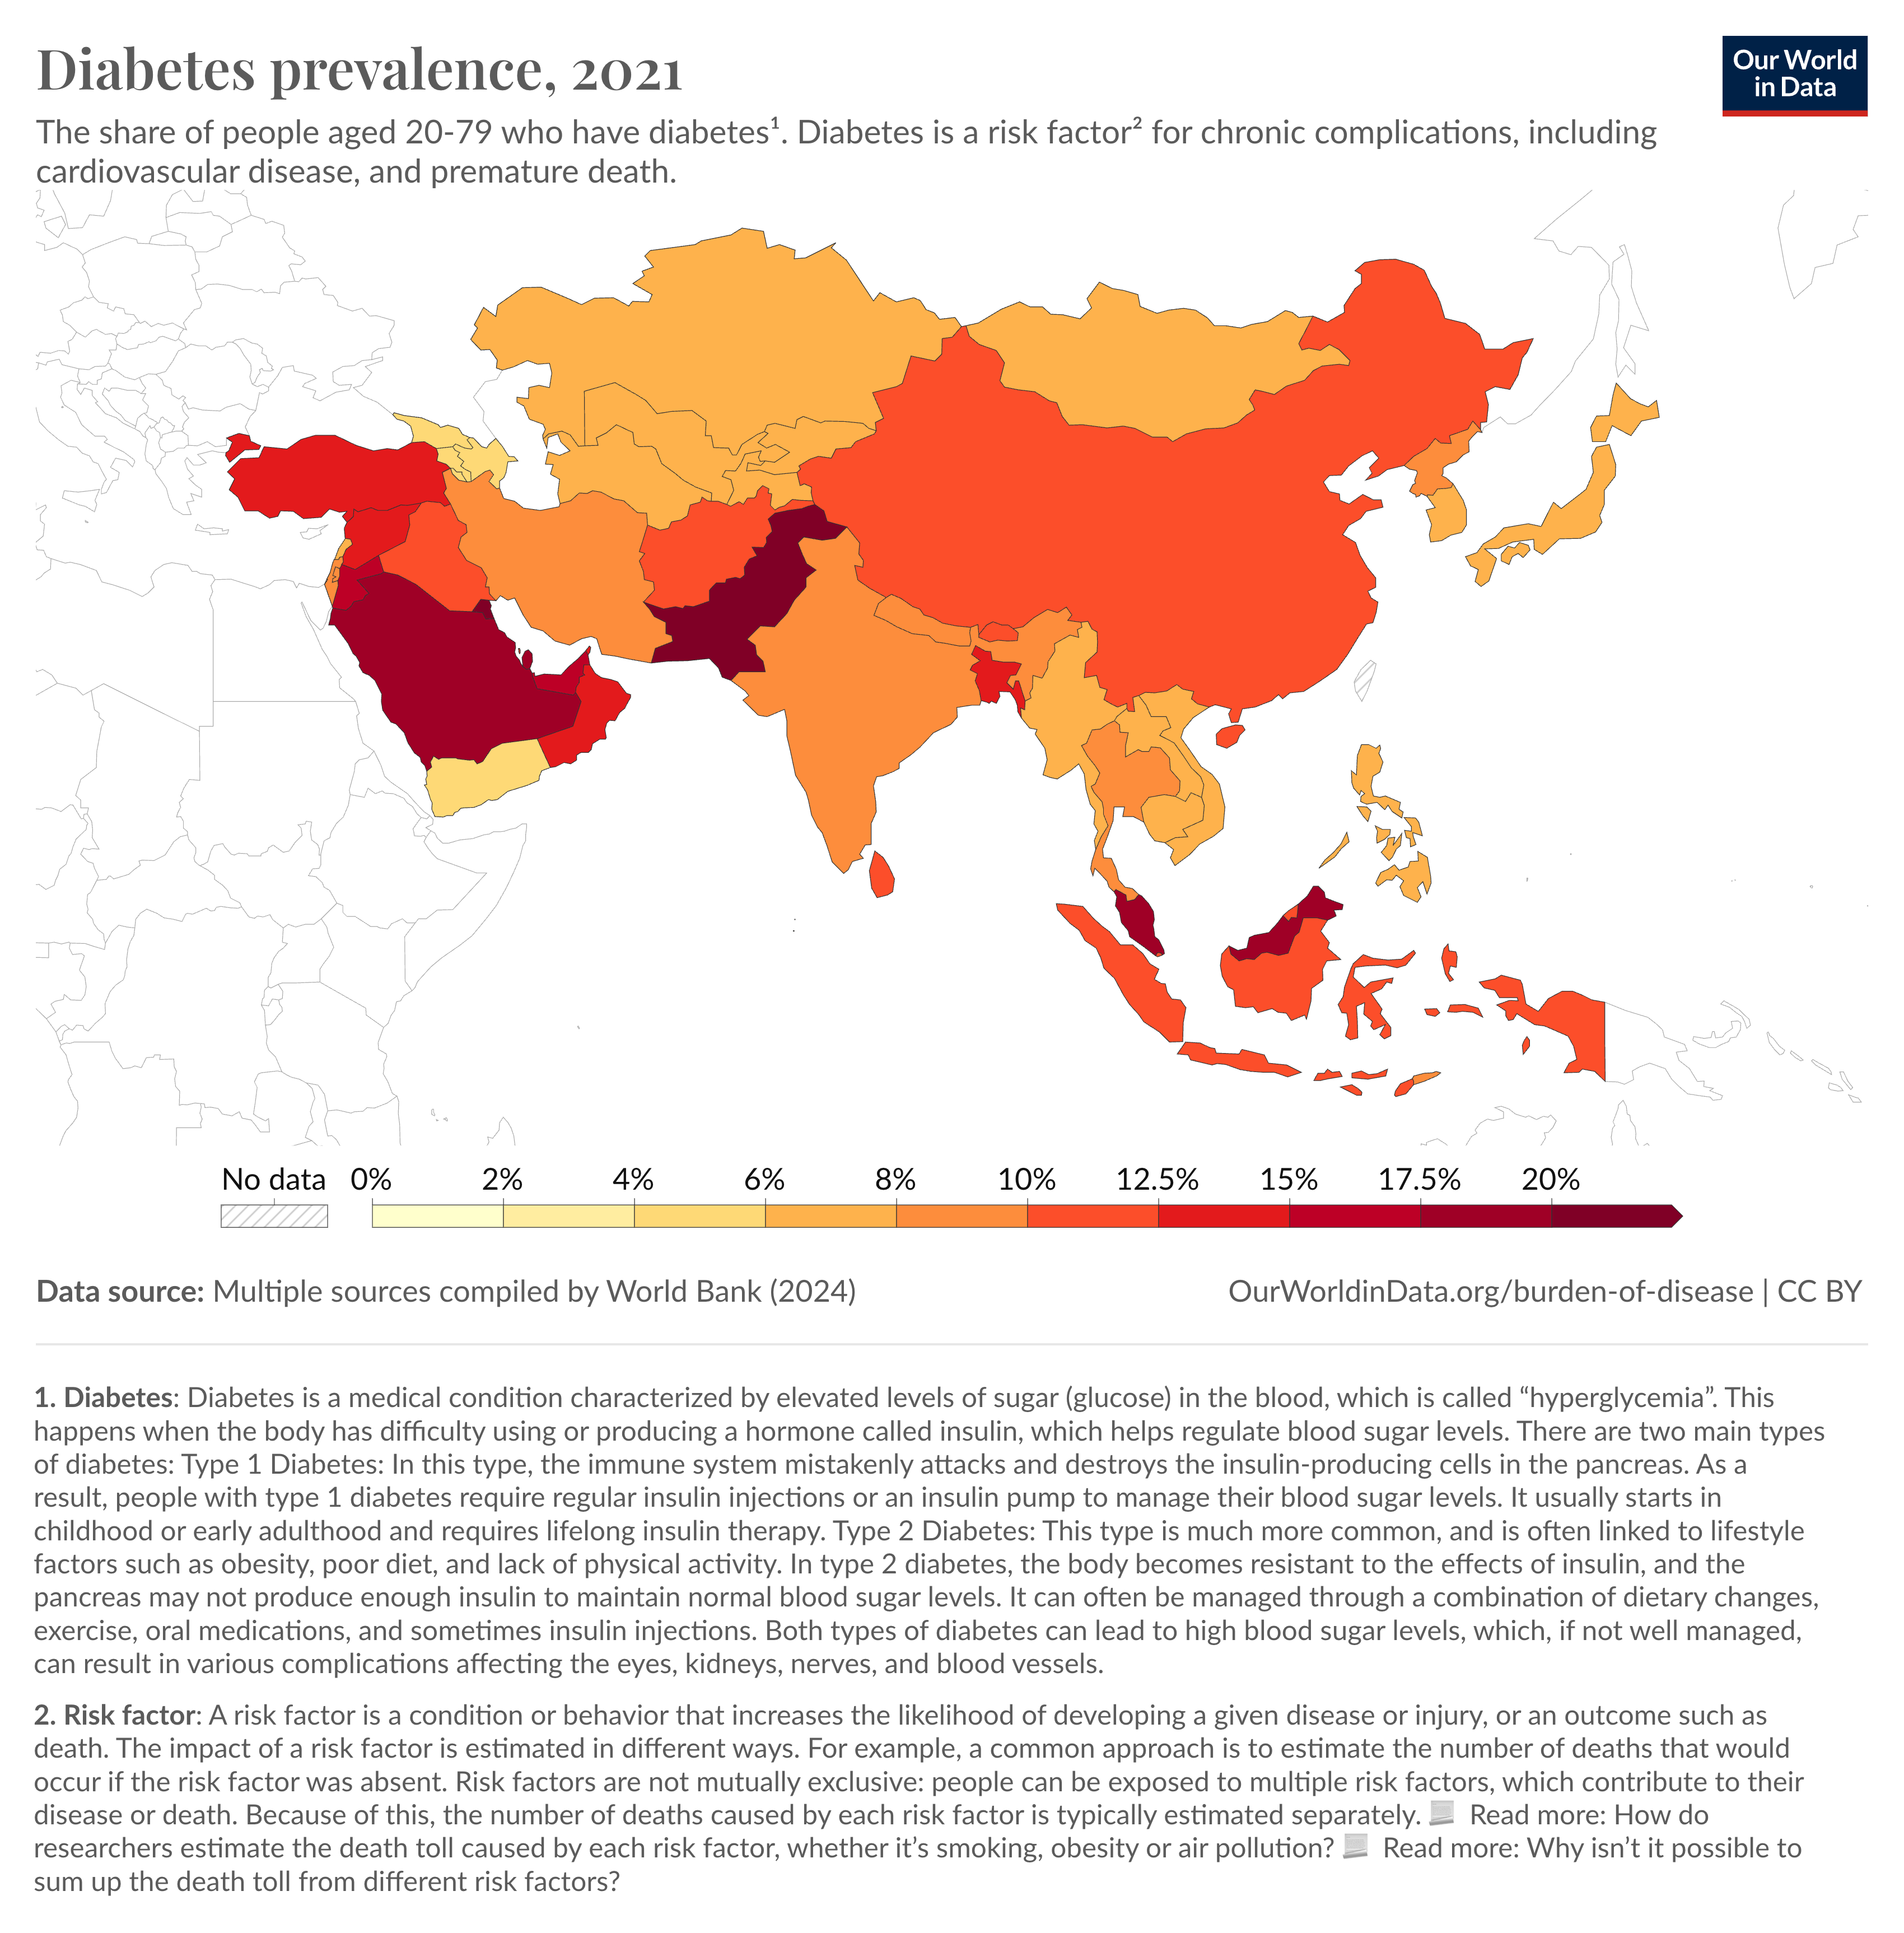 Diabetes prevalence, 2021
Our World
in Data
The share of people aged 20-79 who have diabetes¹. Diabetes is a risk factor² for chronic complications, including
cardiovascular disease, and premature death.
No data 0% 2% 4% 6% 8% 10% 12.5% 15% 17.5% 20%
Data source: Multiple sources compiled by World Bank (2024)
OurWorldinData.org/burden-of-disease | CC BY
1. Diabetes: Diabetes is a medical condition characterized by elevated levels of sugar (glucose) in the blood, which is called “hyperglycemia”. This
happens when the body has difficulty using or producing a hormone called insulin, which helps regulate blood sugar levels. There are two main types
of diabetes: Type 1 Diabetes: In this type, the immune system mistakenly attacks and destroys the insulin-producing cells in the pancreas. As a
result, people with type 1 diabetes require regular insulin injections or an insulin pump to manage their blood sugar levels. It usually starts in
childhood or early adulthood and requires lifelong insulin therapy. Type 2 Diabetes: This type is much more common, and is often linked to lifestyle
factors such as obesity, poor diet, and lack of physical activity. In type 2 diabetes, the body becomes resistant to the effects of insulin, and the
pancreas may not produce enough insulin to maintain normal blood sugar levels. It can often be managed through a combination of dietary changes,
exercise, oral medications, and sometimes insulin injections. Both types of diabetes can lead to high blood sugar levels, which, if not well managed,
can result in various complications affecting the eyes, kidneys, nerves, and blood vessels.
2. Risk factor: A risk factor is a condition or behavior that increases the likelihood of developing a given disease or injury, or an outcome such as
death. The impact of a risk factor is estimated in different ways. For example, a common approach is to estimate the number of deaths that would
occur if the risk factor was absent. Risk factors are not mutually exclusive: people can be exposed to multiple risk factors, which contribute to their
disease or death. Because of this, the number of deaths caused by each risk factor is typically estimated separately. Read more: How do
researchers estimate the death toll caused by each risk factor, whether it’s smoking, obesity or air pollution? Read more: Why isn’t it possible to
sum up the death toll from different risk factors?